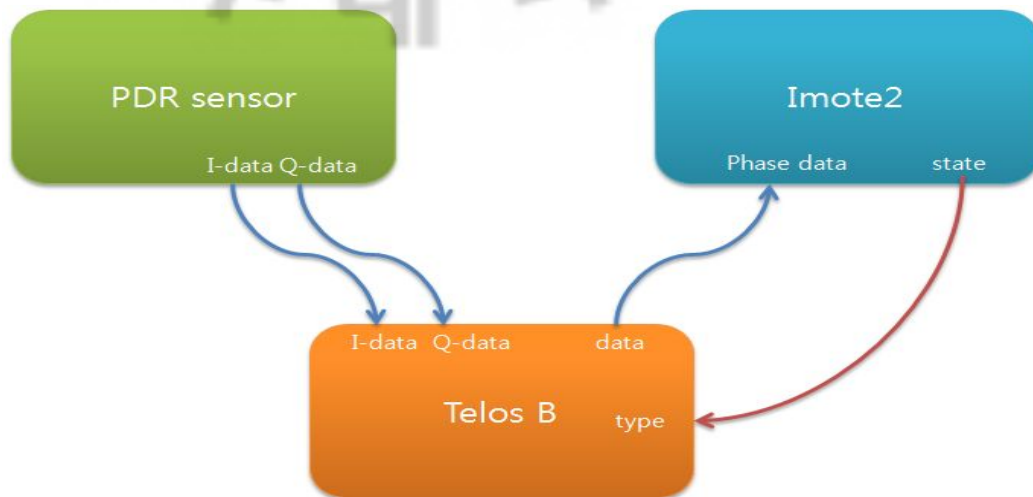 PDR sensor
I-data Q-data
Imote2
Phase data
state
I-data Q-data
data
Telos B
type